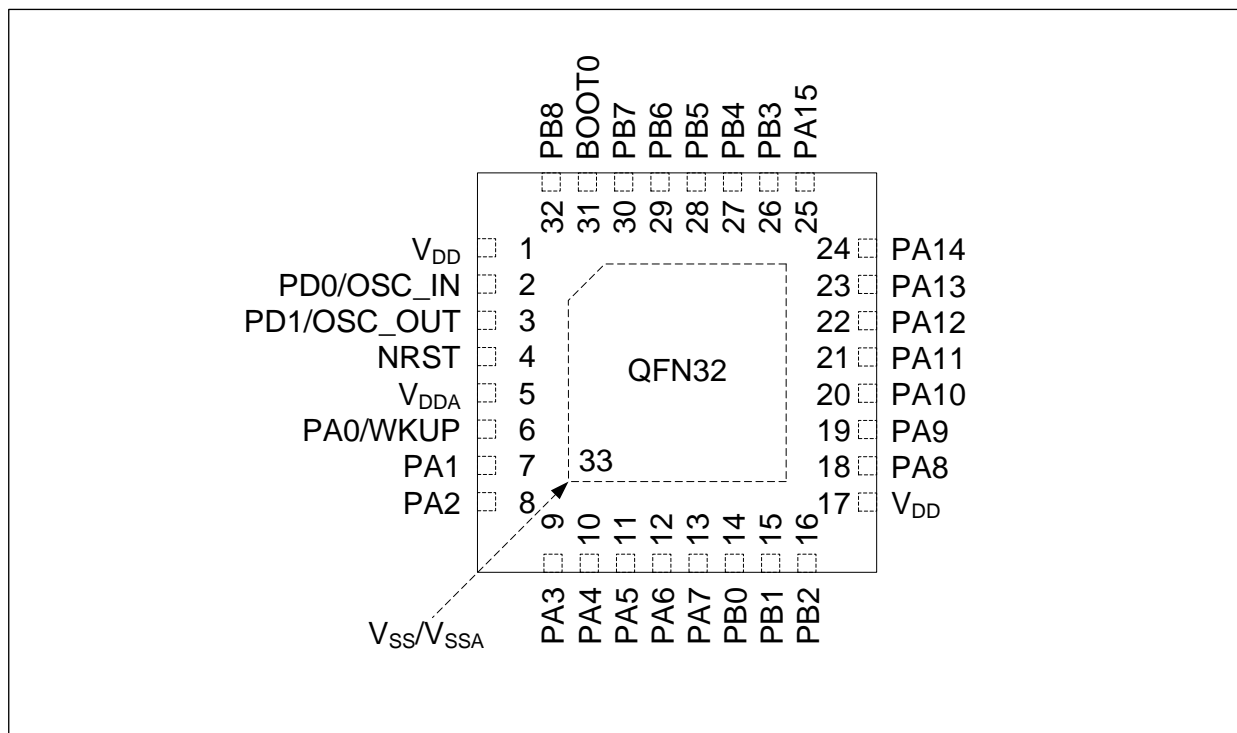 PB8
BOOT0
PB7
PB6
PB5
PB4
PB3
PA15
32
31
30
29
28
27
26
25
VDD 1
PD0/OSC_IN 2
PD1/OSC_OUT 3
NRST 4
VDDA 5
PA0/WKUP 6
PA1 7
PA2 8
QFN32
33
24 PA14
23 PA13
22 PA12
21 PA11
20 PA10
19 PA9
18 PA8
17 VDD
9
10
11
12
13
14
15
16
PA3
PA4
PA5
PA6
PA7
PB0
PB1
PB2
VSS/VSSA